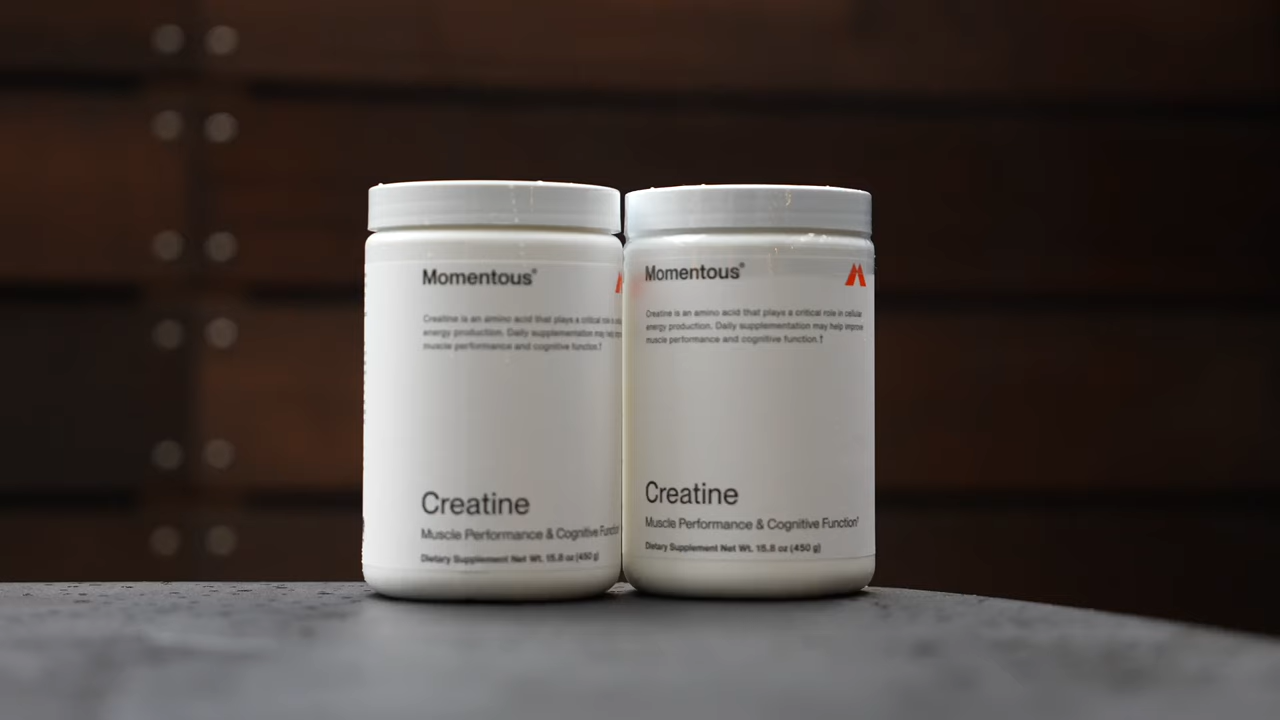 Momentous®
Creatine is an amino acid that plays a critical role in cellular
energy production. Daily supplementation may help
muscle performance and cognitive function.†
Creatine
Muscle Performance & Cognitive Function
Dietary Supplement Net Wt. 15.8 oz (450 g)
Momentous®
Creatine is an amino acid that plays a critical role in cellular
energy production. Daily supplementation may help improve
muscle performance and cognitive function.†
Creatine
Muscle Performance & Cognitive Function†
Dietary Supplement Net Wt. 15.8 oz (450 g)